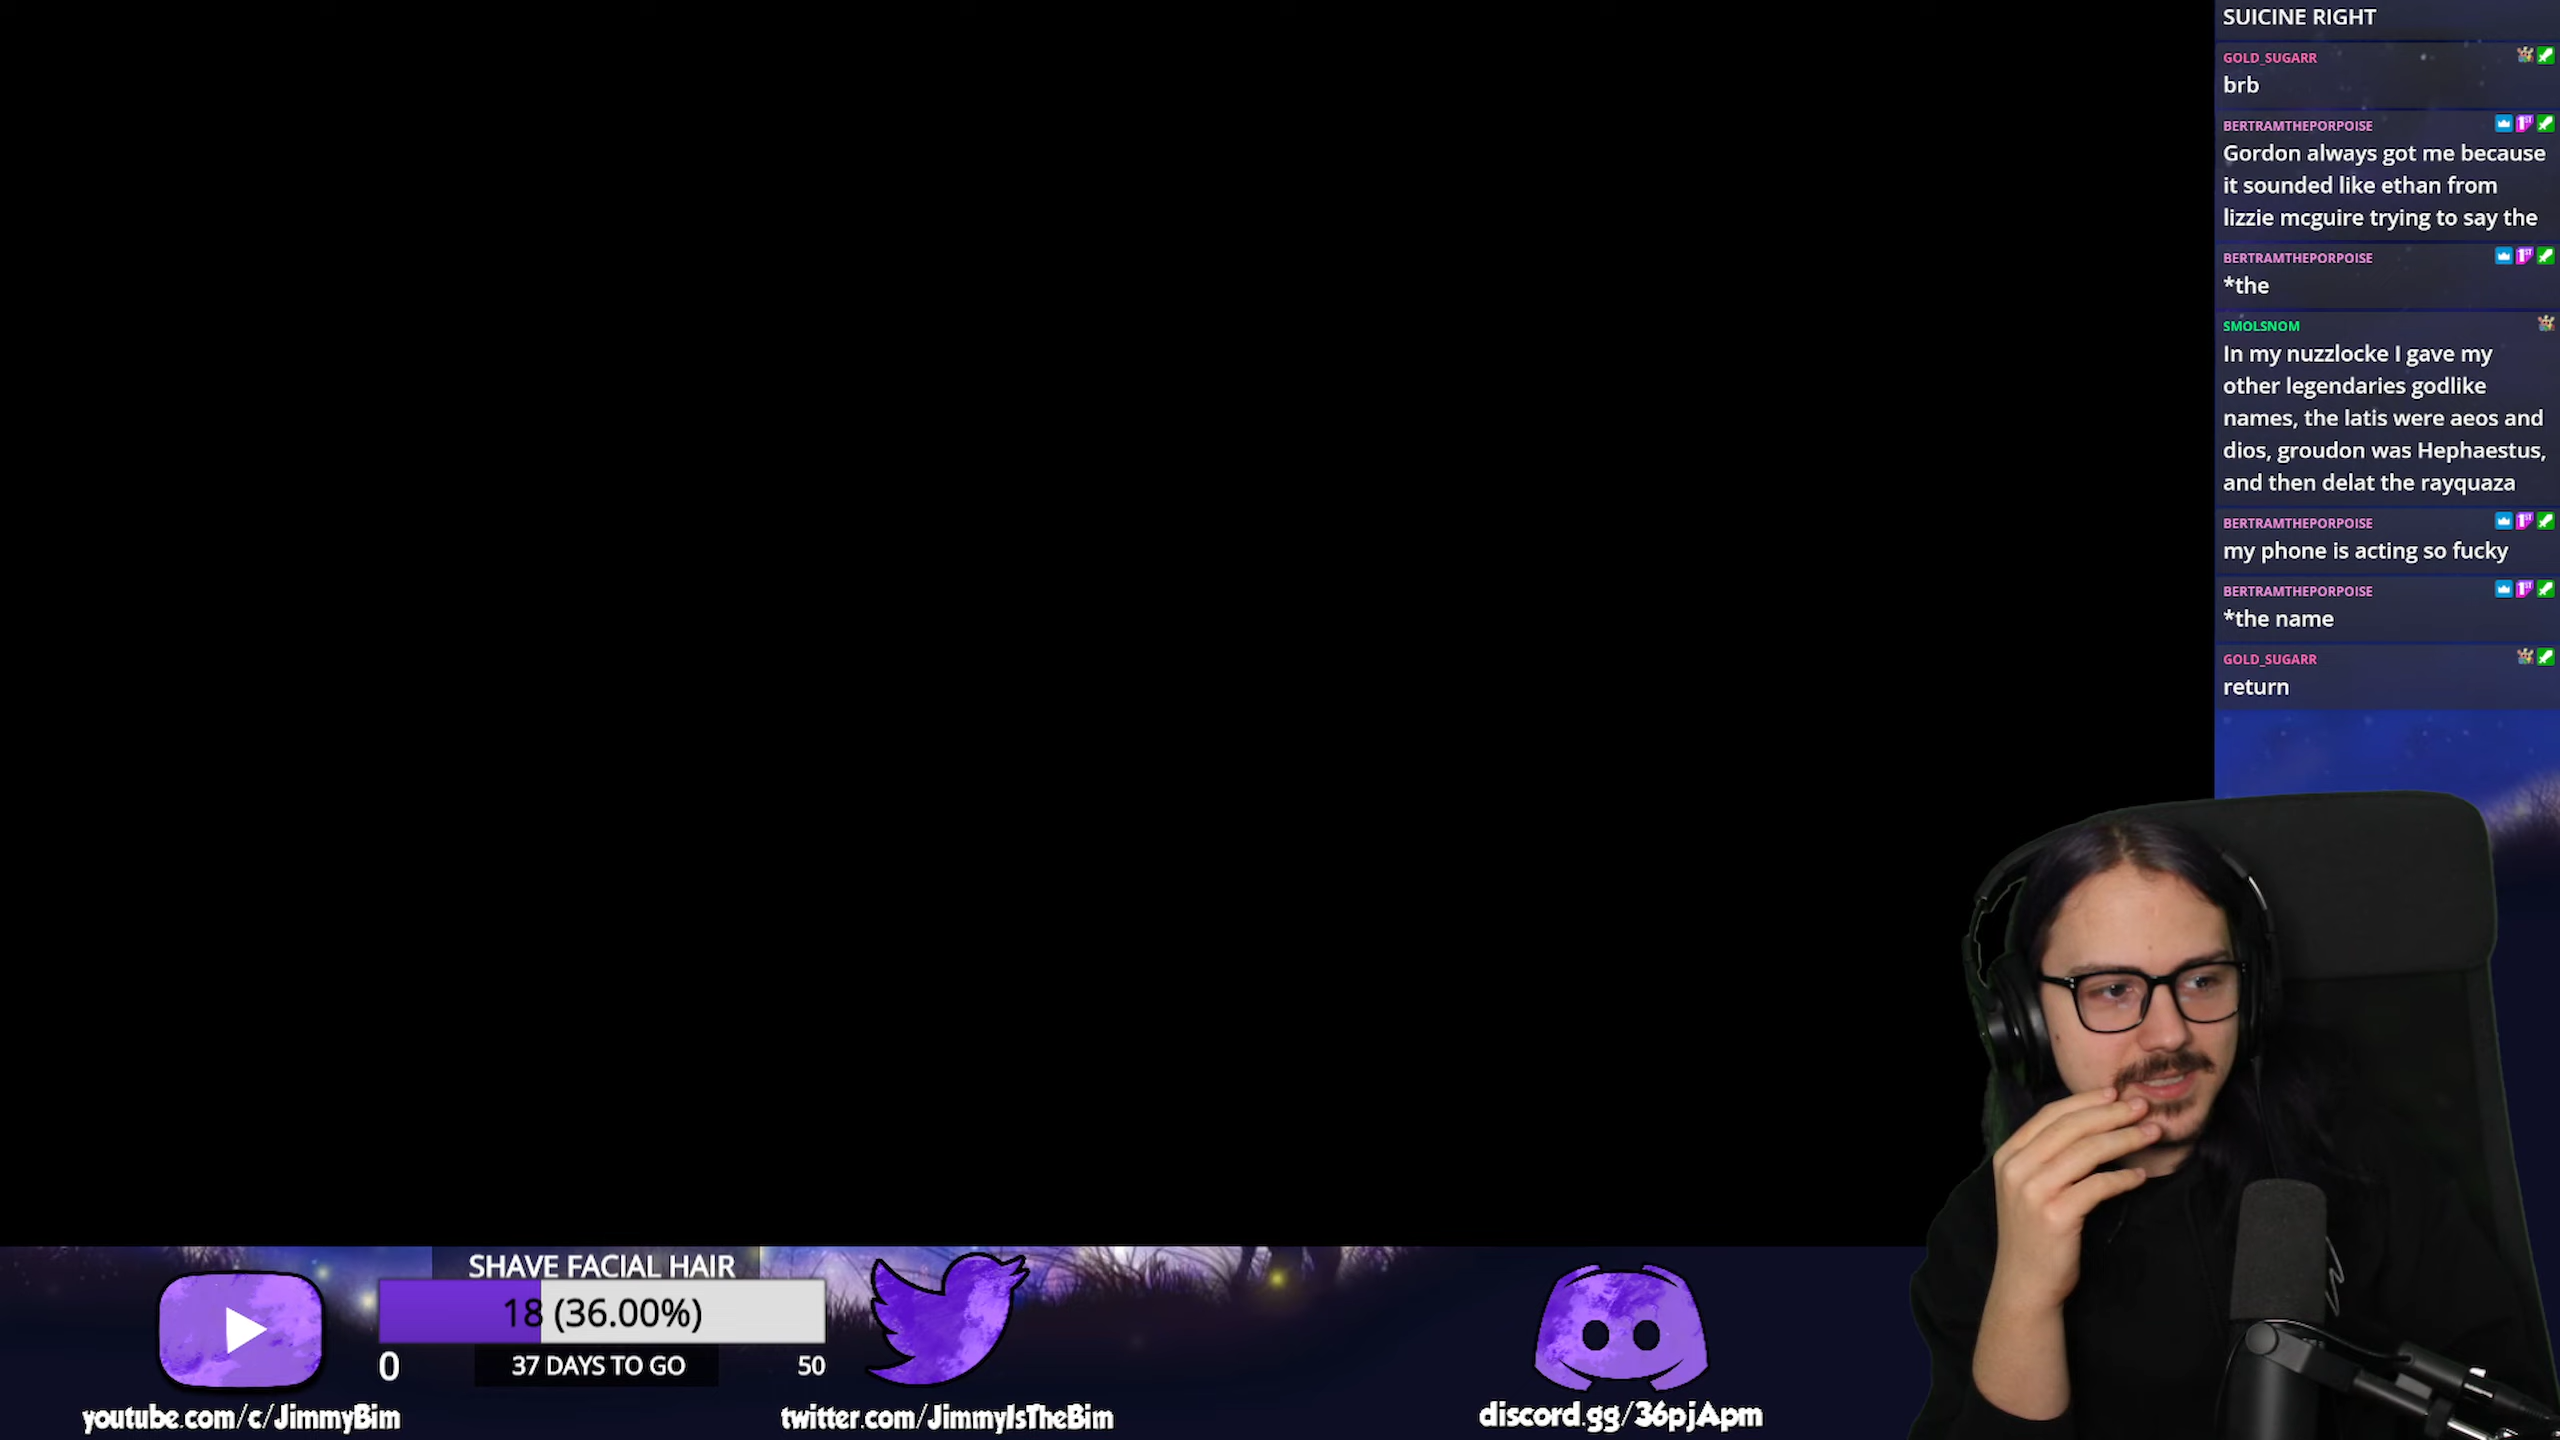 SUICINE RIGHT
GOLD_SUGARR
brb
BERTRAMTHEPORPOISE
Gordon always got me because
it sounded like ethan from
lizzie mcguire trying to say the
BERTRAMTHEPORPOISE
*the
SMOLSNOM
In my nuzzlocke I gave my
other legendaries godlike
names, the latis were aeos and
dios, groudon was Hephaestus,
and then delat the rayquaza
BERTRAMTHEPORPOISE
my phone is acting so fucky
BERTRAMTHEPORPOISE
*the name
GOLD_SUGARR
return
SHAVE FACIAL HAIR
18 (36.00%)
0
37 DAYS TO GO
50
youtube.com/c/JimmyBim
twitter.com/JimmyIsTheBim
discord.gg/36pjApm